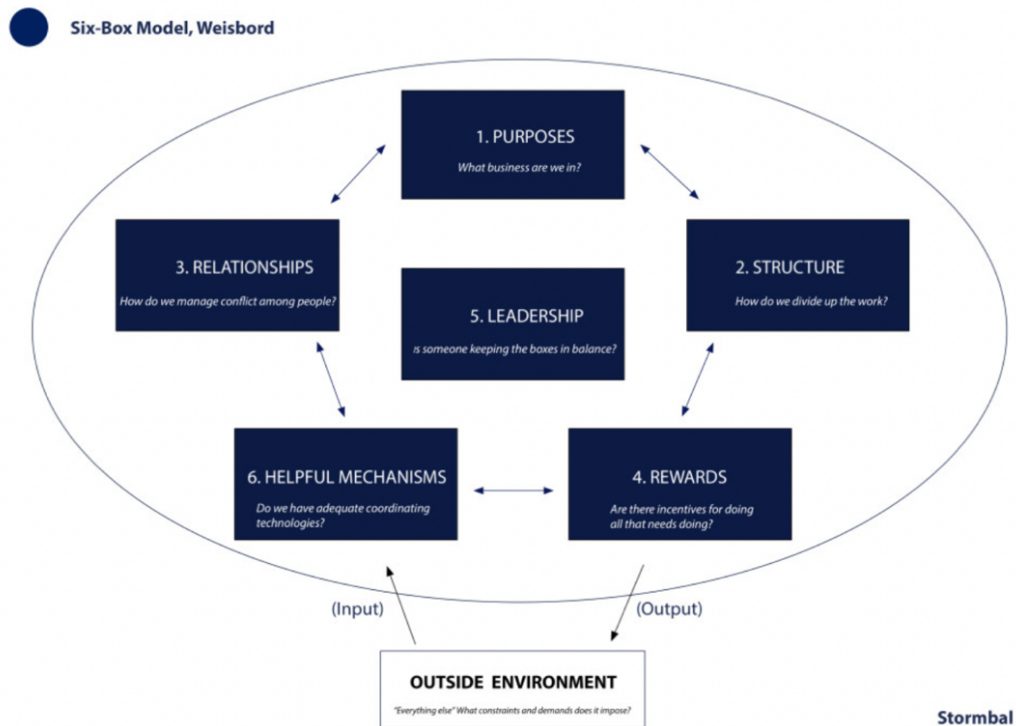 Six-Box Model, Weisbord
1. PURPOSES
What business are we in?
3. RELATIONSHIPS
How do we manage conflict among people?
2. STRUCTURE
How do we divide up the work?
5. LEADERSHIP
is someone keeping the boxes in balance?
6. HELPFUL MECHANISMS
Do we have adequate coordinating
technologies?
4. REWARDS
Are there incentives for doing
all that needs doing?
(Input)
(Output)
OUTSIDE ENVIRONMENT
"Everything else" What constraints and demands does it impose?
Stormbal